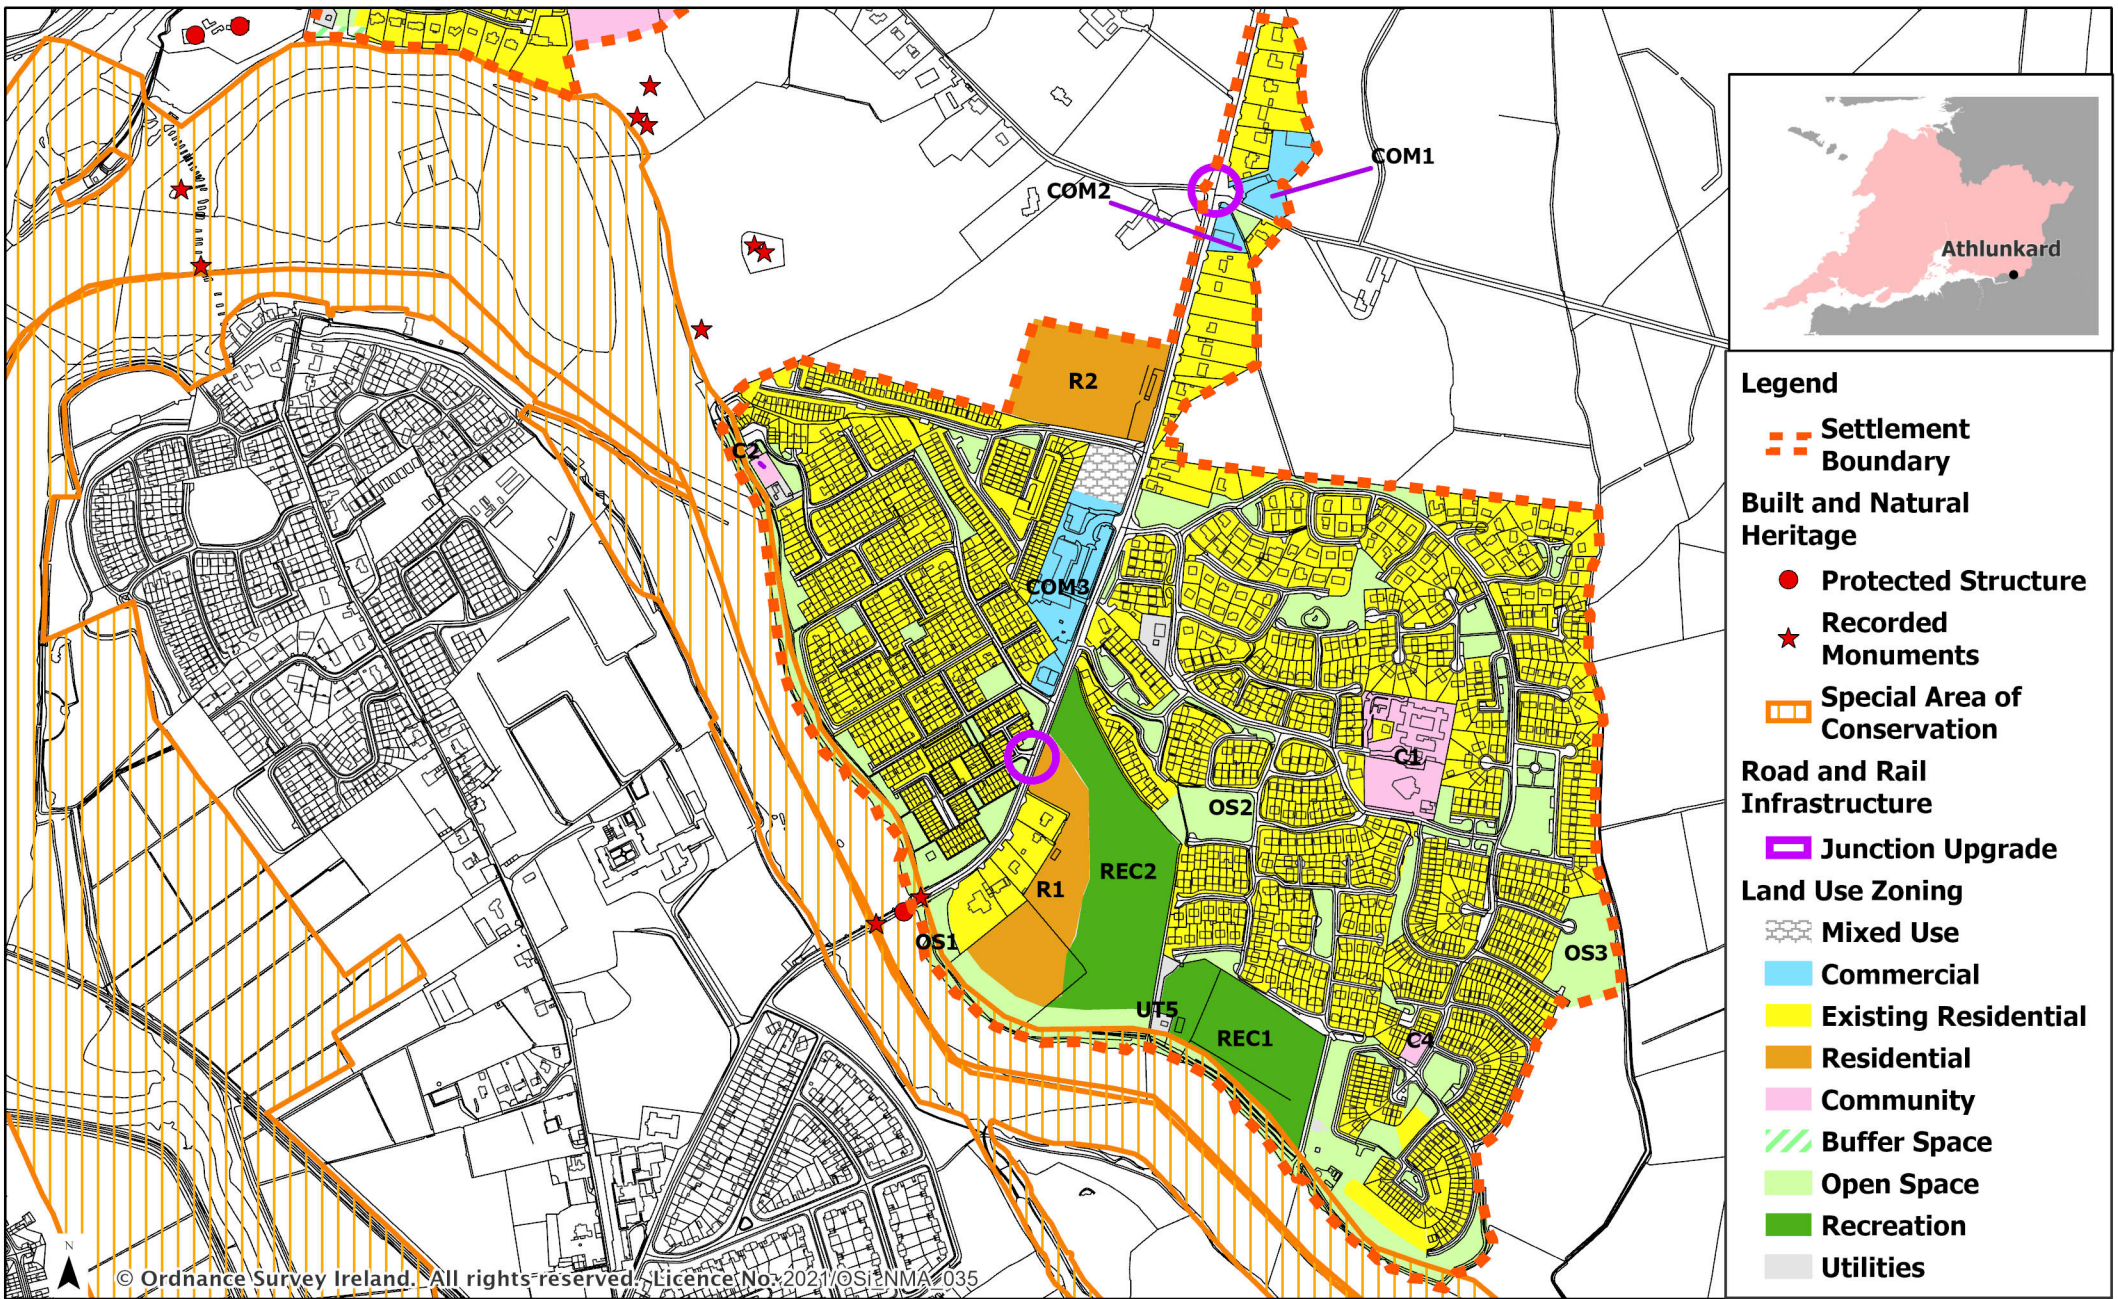 COM1
COM2
R2
C2
COM3
C1
OS2
REC2
R1
OS1
OS3
UT5
REC1
C4
N
© Ordnance Survey Ireland. All rights reserved. Licence No. 2021/OSi_NMA_035
Athlunkard
Legend
Settlement
Boundary
Built and Natural
Heritage
Protected Structure
Recorded
Monuments
Special Area of
Conservation
Road and Rail
Infrastructure
Junction Upgrade
Land Use Zoning
Mixed Use
Commercial
Existing Residential
Residential
Community
Buffer Space
Open Space
Recreation
Utilities